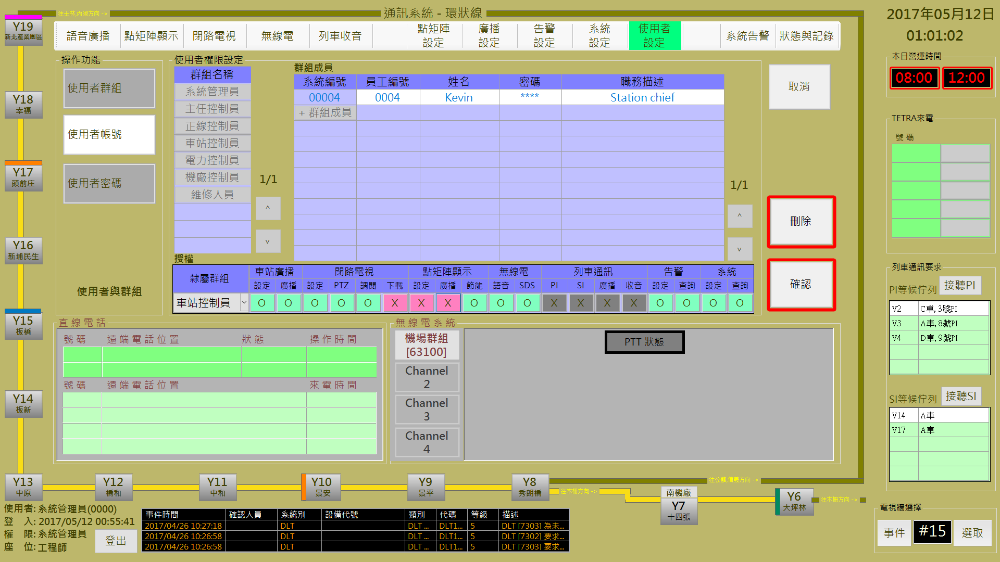 往士林,內湖方向 ->
通訊系統 - 環狀線
2017年05月12日
01:01:02
語音廣播 點矩陣顯示 閉路電視 無線電 列車收音 點矩陣設定 廣播設定 告警設定 系統設定 使用者設定 系統告警 狀態與記錄
Y19
新北產業園區
Y18
幸福
Y17
頭前庄
Y16
新埔民生
Y15
板橋
Y14
板新
操作功能
使用者群組
使用者帳號
使用者密碼
使用者與群組
使用者權限設定
群組名稱
系統管理員
主任控制員
正線控制員
車站控制員
電力控制員
機廠控制員
維修人員
1/1
^
v
群組成員
系統編號 員工編號 姓名 密碼 職務描述
00004 0004 Kevin **** Station chief
+ 群組成員
1/1
^
v
取消
刪除
確認
授權
隸屬群組 車站廣播 閉路電視 點矩陣顯示 無線電 列車通訊 告警 系統
設定 廣播 設定 PTZ 調閱 下載 設定 廣播 節能 語音 SDS PI SI 廣播 收音 設定 查詢 設定 查詢
車站控制員 O O O O O X X X O O O X X X X O O O O
本日營運時間
08:00 12:00
TETRA來電
號碼
列車通訊要求
PI等候佇列 接聽PI
V2 C車,3號PI
V3 A車,8號PI
V4 D車,9號PI
SI等候佇列 接聽SI
V14 A車
V17 A車
直線電話
號碼 遠端電話位置 狀態 操作時間
號碼 遠端電話位置 來電時間
無線電系統
機場群組
[63100]
Channel
2
Channel
3
Channel
4
PTT 狀態
Y13
中原
Y12
橋和
Y11
中和
Y10
景安
Y9
景平
Y8
秀朗橋
往公館,信義方向 ->
往木柵方向 ->
南機廠
Y7
十四張
Y6
大坪林
往木柵方向 ->
使用者: 系統管理員(0000)
登 入: 2017/05/12 00:55:41
權 限: 系統管理員
座 位: 工程師
登出
事件時間 確認人員 系統別 設備代號 類別 代碼 等級 描述
2017/04/26 10:27:18 DLT DLT ... DLT1... 5 DLT [7303] 為未...
2017/04/26 10:26:58 DLT DLT ... DLT1... 5 DLT [7302] 要求...
2017/04/26 10:26:58 DLT DLT ... DLT1... 5 DLT [7303] 要求...
電視牆選擇
事件 #15 選取